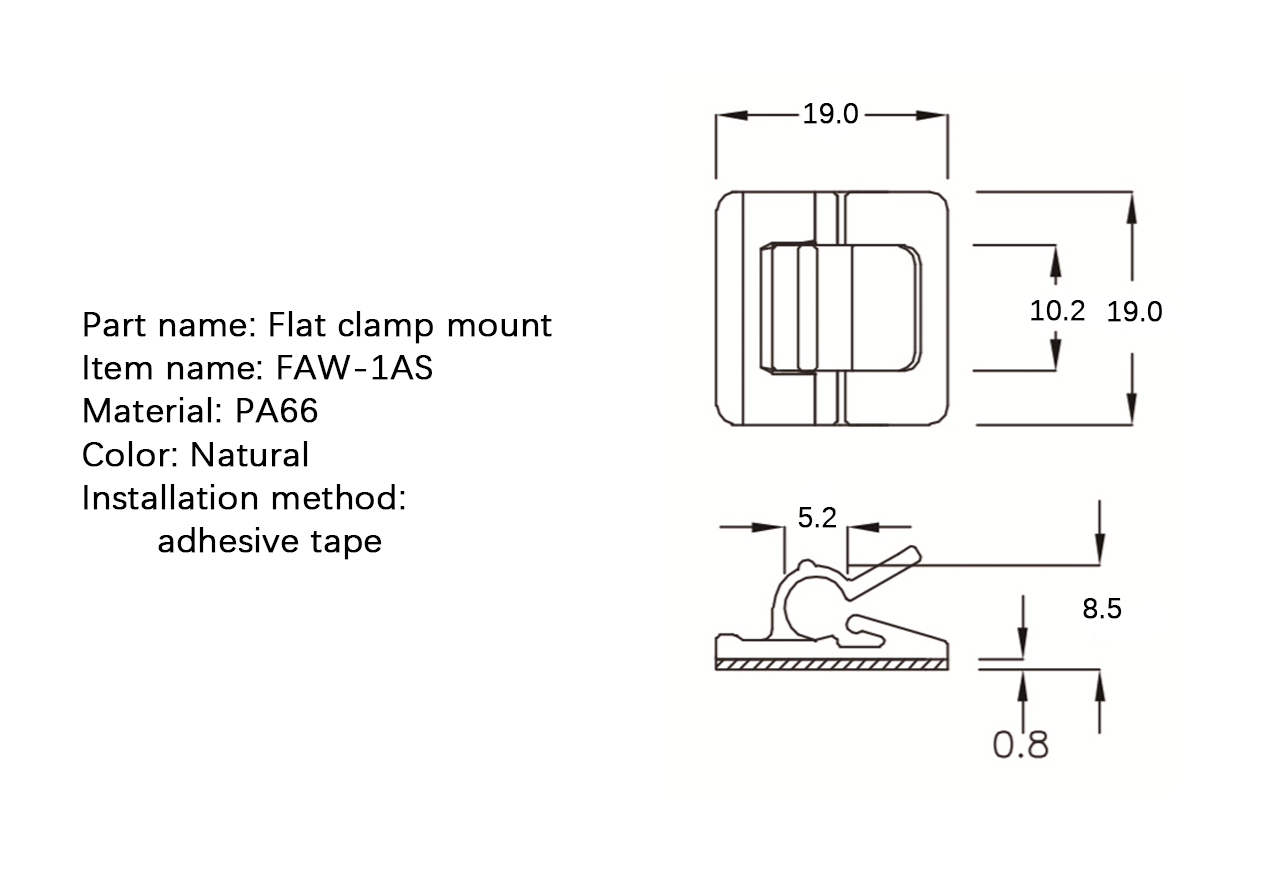 Part name: Flat clamp mount
Item name: FAW-1AS
Material: PA66
Color: Natural
Installation method:
adhesive tape
19.0
10.2
19.0
5.2
8.5
0.8